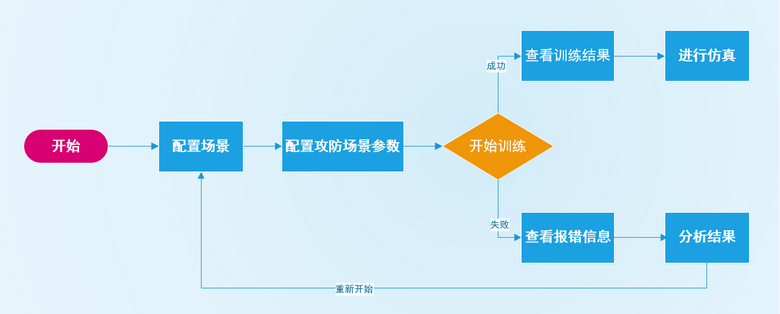 开始
配置场景
配置攻防场景参数
开始训练
成功
查看训练结果
进行仿真
失败
查看报错信息
分析结果
重新开始